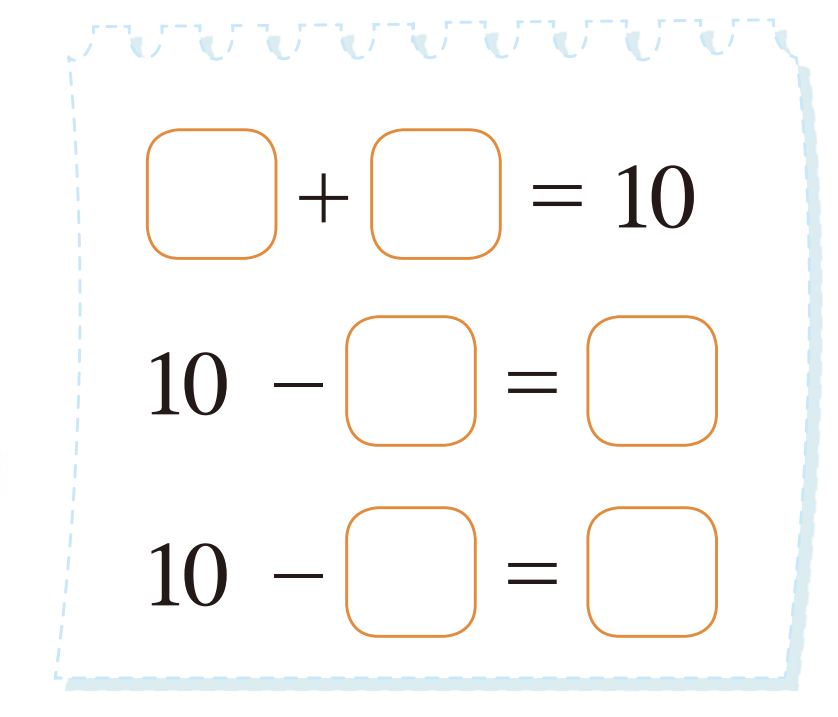 □ + □ = 10
10 − □ = □
10 − □ = □